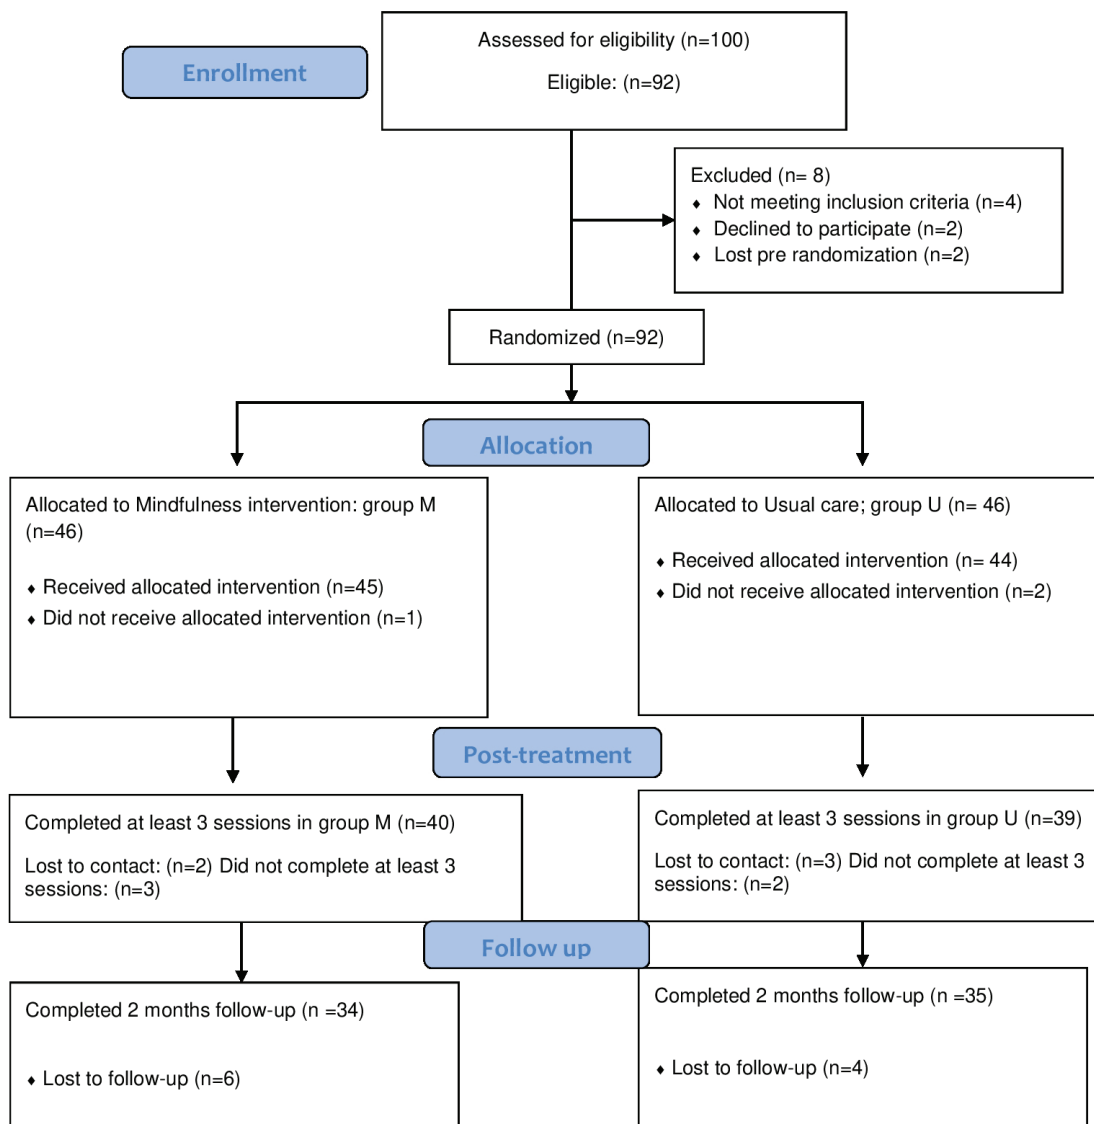 Assessed for eligibility (n=100)
Eligible: (n=92)
Enrollment
Excluded (n= 8)
♦ Not meeting inclusion criteria (n=4)
♦ Declined to participate (n=2)
♦ Lost pre randomization (n=2)
Randomized (n=92)
Allocation
Allocated to Mindfulness intervention: group M
(n=46)
♦ Received allocated intervention (n=45)
♦ Did not receive allocated intervention (n=1)
Allocated to Usual care; group U (n= 46)
♦ Received allocated intervention (n= 44)
♦ Did not receive allocated intervention (n=2)
Post-treatment
Completed at least 3 sessions in group M (n=40)
Lost to contact: (n=2) Did not complete at least 3
sessions: (n=3)
Completed at least 3 sessions in group U (n=39)
Lost to contact: (n=3) Did not complete at least 3
sessions: (n=2)
Follow up
Completed 2 months follow-up (n =34)
♦ Lost to follow-up (n=6)
Completed 2 months follow-up (n =35)
♦ Lost to follow-up (n=4)